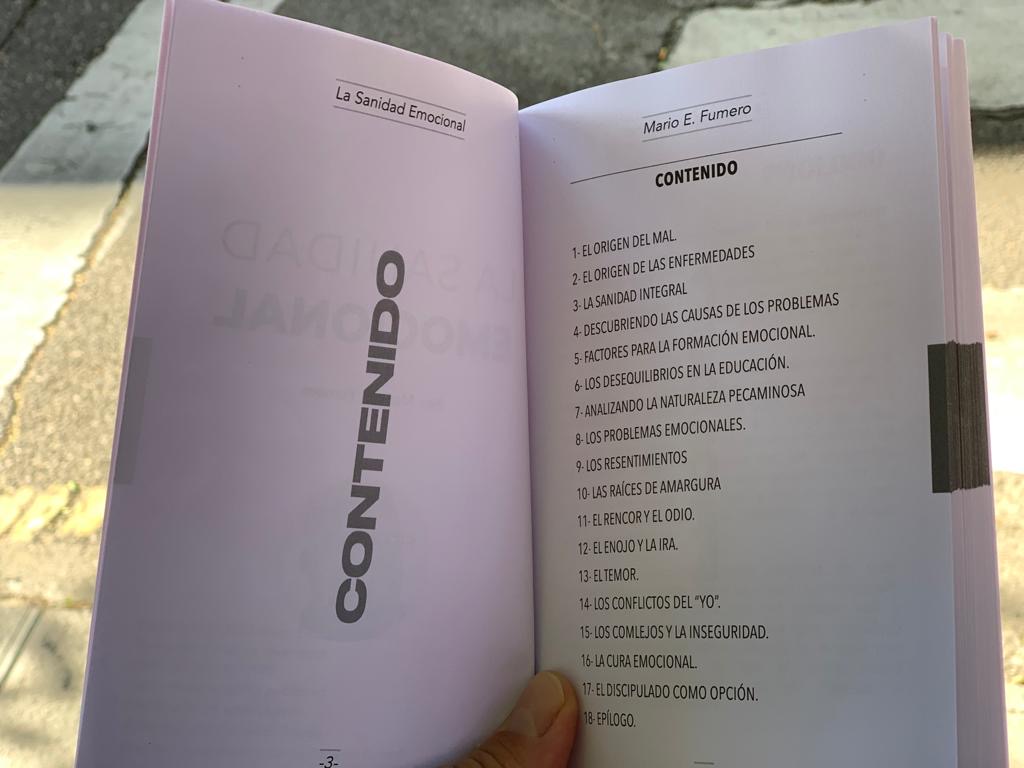 La Sanidad Emocional
CONTENIDO
-3-
Mario E. Fumero
CONTENIDO
1- EL ORIGEN DEL MAL.
2- EL ORIGEN DE LAS ENFERMEDADES
3- LA SANIDAD INTEGRAL
4- DESCUBRIENDO LAS CAUSAS DE LOS PROBLEMAS
5- FACTORES PARA LA FORMACIÓN EMOCIONAL.
6- LOS DESEQUILIBRIOS EN LA EDUCACIÓN.
7- ANALIZANDO LA NATURALEZA PECAMINOSA
8- LOS PROBLEMAS EMOCIONALES.
9- LOS RESENTIMIENTOS
10- LAS RAÍCES DE AMARGURA
11- EL RENCOR Y EL ODIO.
12- EL ENOJO Y LA IRA.
13- EL TEMOR.
14- LOS CONFLICTOS DEL "YO".
15- LOS COMLEJOS Y LA INSEGURIDAD.
16- LA CURA EMOCIONAL.
17- EL DISCIPULADO COMO OPCIÓN.
18- EPÍLOGO.